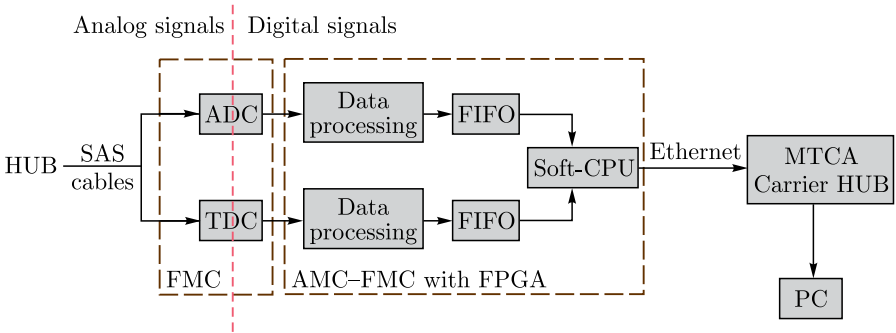 Analog signals
Digital signals
HUB
SAS
cables
ADC
TDC
FMC
Data
processing
FIFO
Data
processing
FIFO
Soft-CPU
AMC–FMC with FPGA
Ethernet
MTCA
Carrier HUB
PC